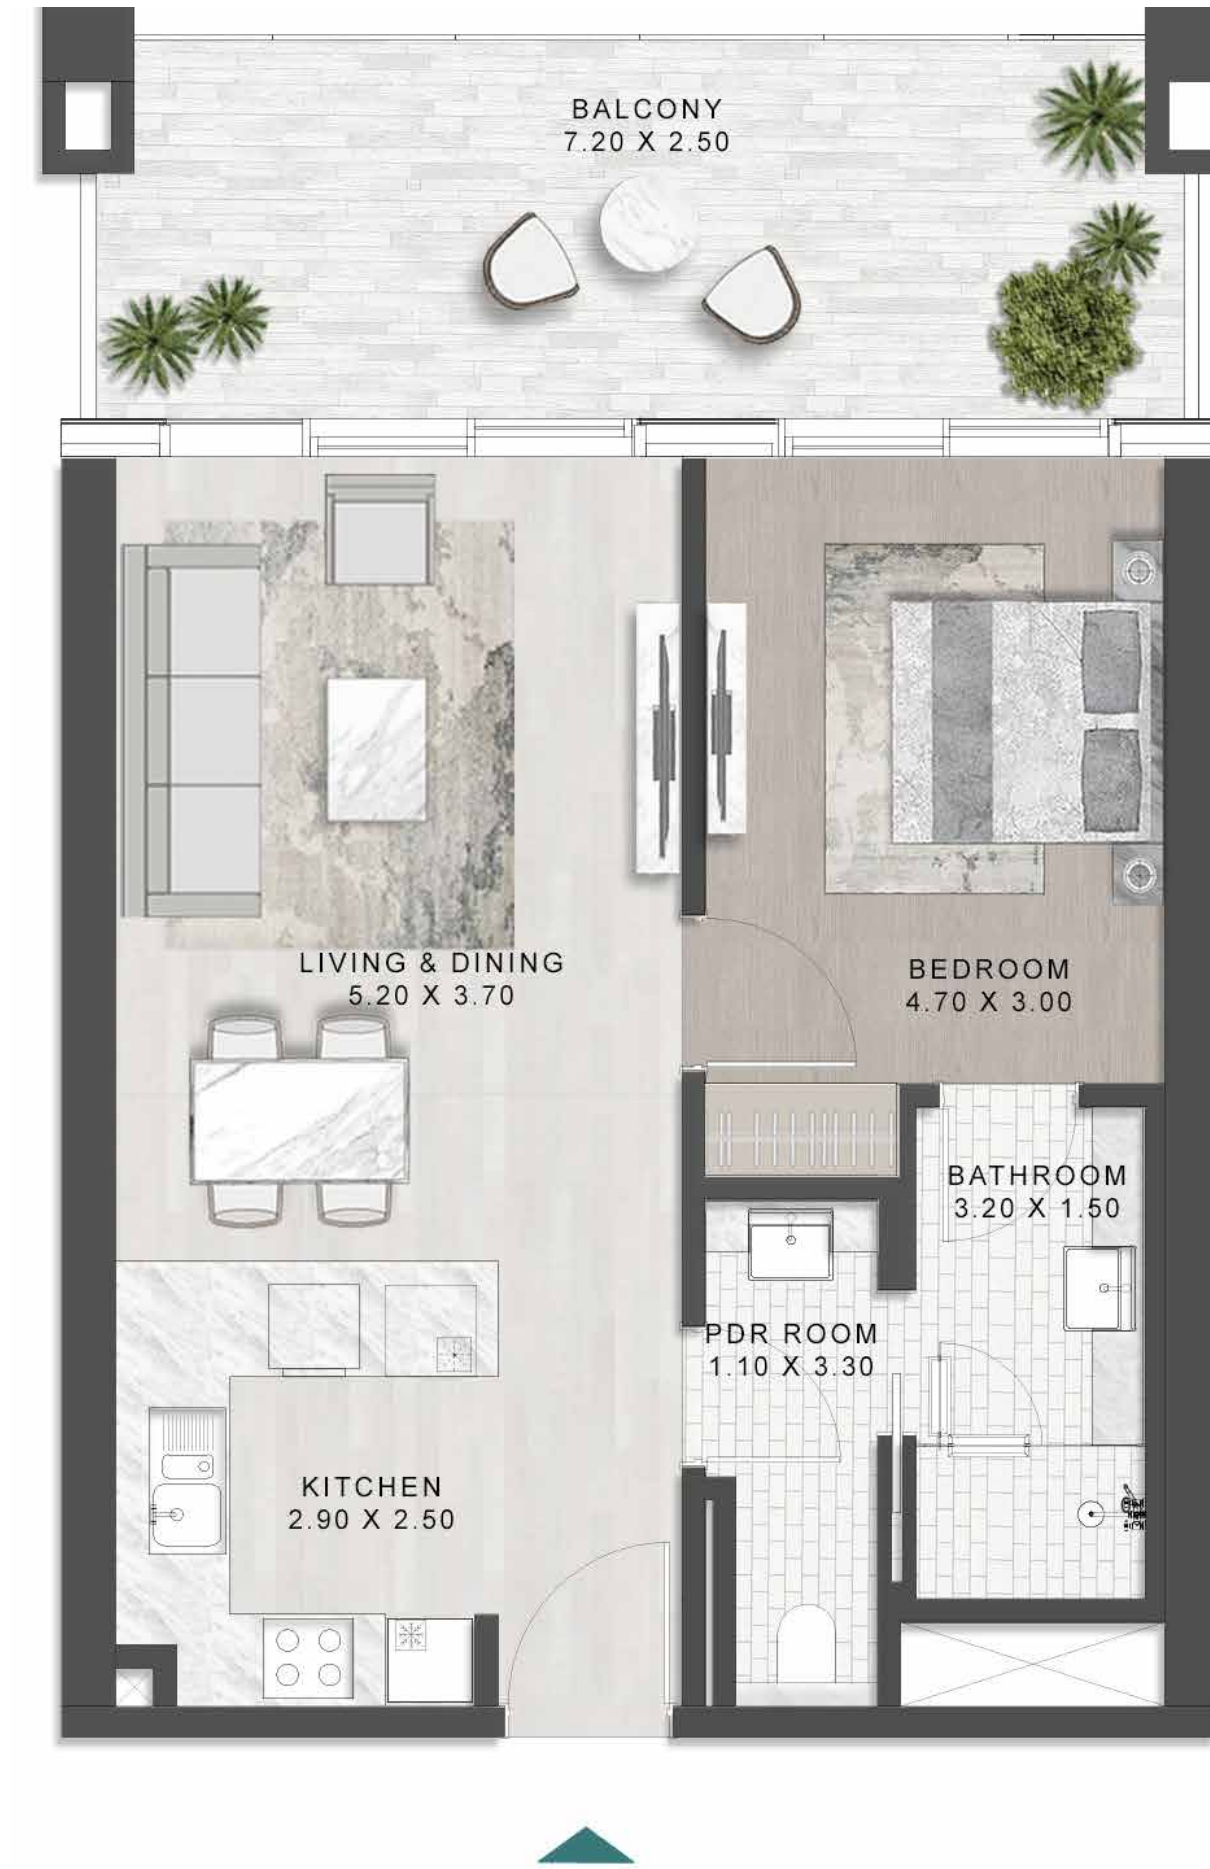 BALCONY
7.20 X 2.50
LIVING & DINING
5.20 X 3.70
BEDROOM
4.70 X 3.00
BATHROOM
3.20 X 1.50
PDR ROOM
1.10 X 3.30
KITCHEN
2.90 X 2.50